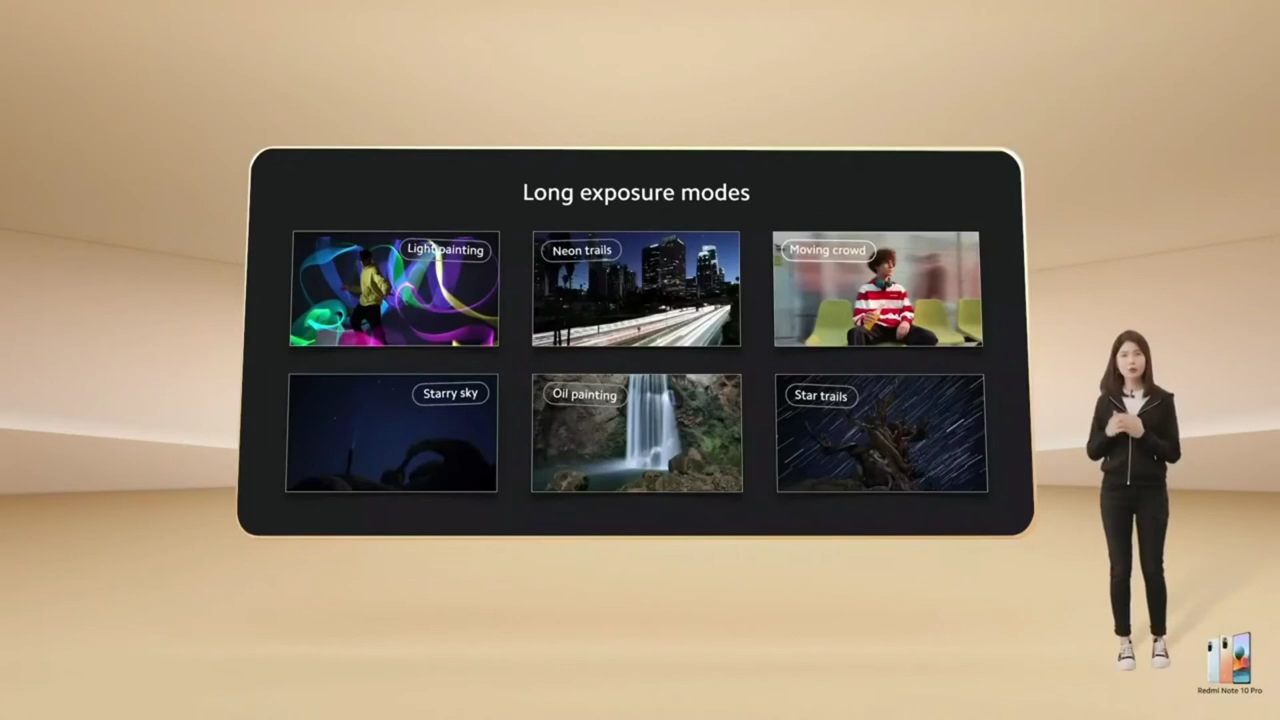 Long exposure modes
Light painting
Neon trails
Moving crowd
Starry sky
Oil painting
Star trails
Redmi Note 10 Pro